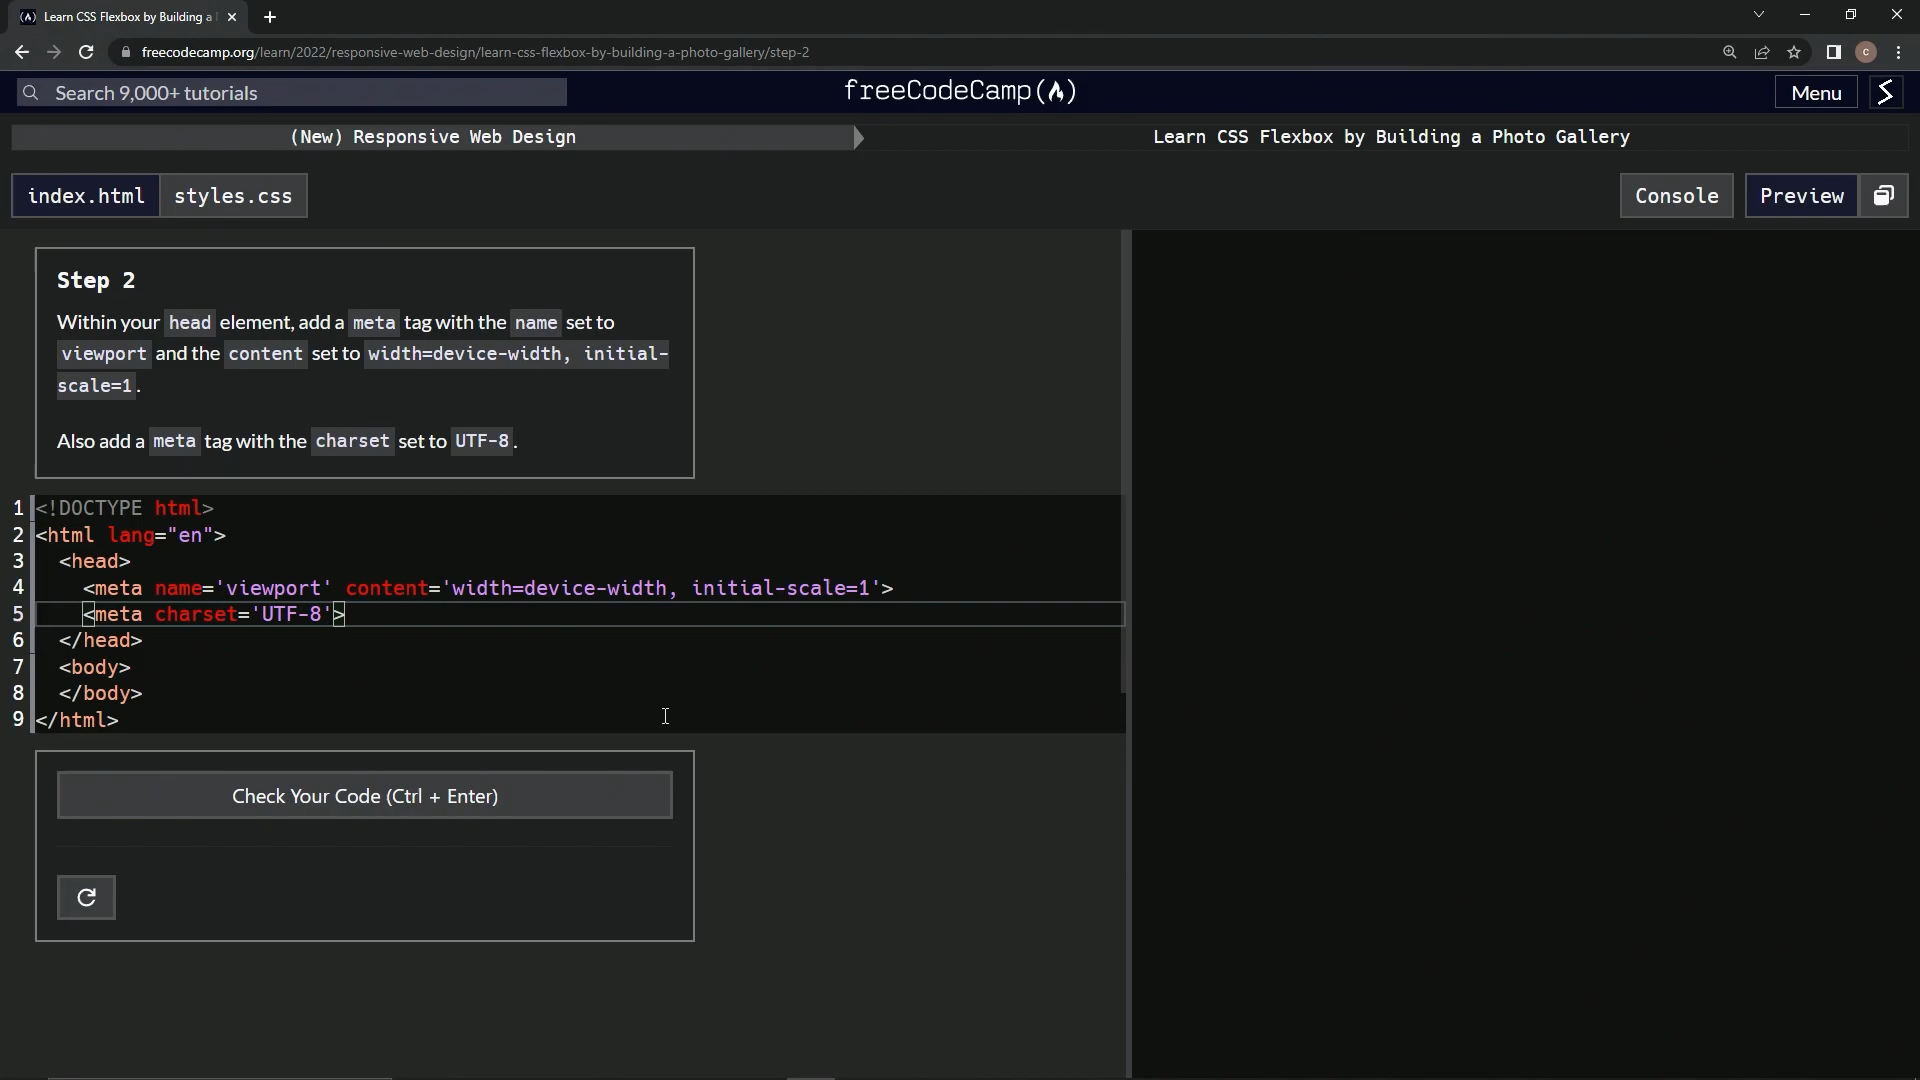 Learn CSS Flexbox by Building a
freecodecamp.org/learn/2022/responsive-web-design/learn-css-flexbox-by-building-a-photo-gallery/step-2
C
Search 9,000+ tutorials
freeCodeCamp
Menu
(New) Responsive Web Design
Learn CSS Flexbox by Building a Photo Gallery
index.html
styles.css
Console
Preview
Step 2
Within your head element, add a meta tag with the name set to
viewport and the content set to width=device-width, initial-
scale=1.
Also add a meta tag with the charset set to UTF-8.
1 <!DOCTYPE html>
2 <html lang="en">
3   <head>
4     <meta name='viewport' content='width=device-width, initial-scale=1'>
5     <meta charset='UTF-8'>
6   </head>
7   <body>
8   </body>
9 </html>
Check Your Code (Ctrl + Enter)